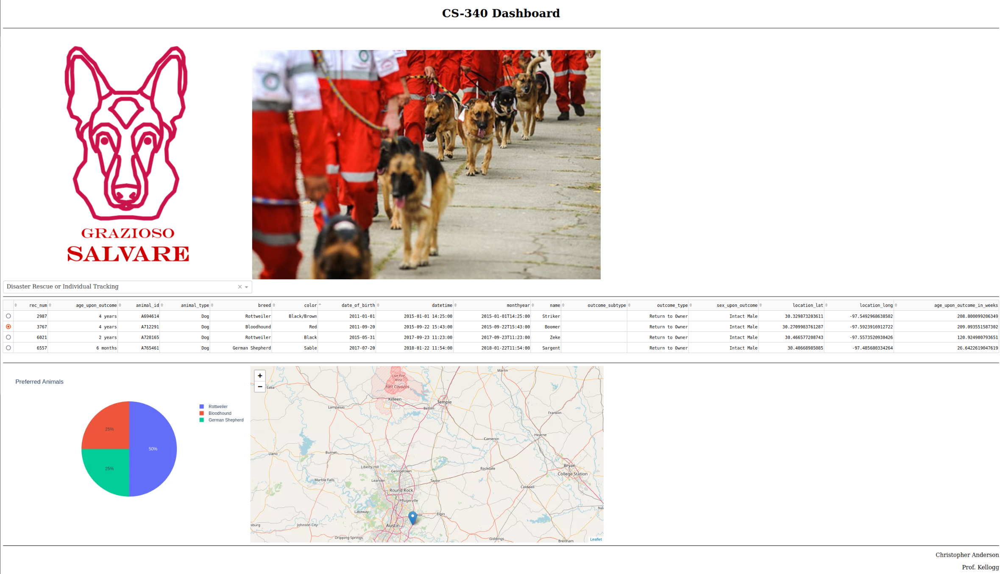 CS-340 Dashboard
GRAZIOSO
SALVARE
Disaster Rescue or Individual Tracking
rec_num age_upon_outcome animal_id animal_type breed color date_of_birth datetime monthyear name outcome_subtype outcome_type sex_upon_outcome location_lat location_long age_upon_outcome_in_weeks
2987 4 years A694614 Dog Rottweiler Black/Brown 2011-01-01 2015-01-01 14:25:00 2015-01-01T14:25:00 Striker Return to Owner Intact Male 30.329873203611 -97.5492968638502 208.800099206349
3767 4 years A712291 Dog Bloodhound Red 2011-09-20 2015-09-22 15:43:00 2015-09-22T15:43:00 Boomer Return to Owner Intact Male 30.2709983761287 -97.5923916912722 209.093551587302
6021 2 years A728165 Dog Rottweiler Black 2015-05-31 2017-09-23 11:23:00 2017-09-23T11:23:00 Zeke Return to Owner Intact Male 30.466577208743 -97.5573520930426 120.924900793651
6557 6 months A765461 Dog German Shepherd Sable 2017-07-20 2018-01-22 11:54:00 2018-01-22T11:54:00 Sargent Return to Owner Intact Male 30.40668985085 -97.485680334264 26.6422619047619
Preferred Animals
Rottweiler
Bloodhound
German Shepherd
25%
50%
25%
+
−
Marlin
Live Fire
Area
Fort Cavazos
Saba
Killeen
Temple
Lampasas
Belton
Franklin
Hearne
Cameron
Llano
Burnet
Liberty Hill
Georgetown
Rockdale
Bryan
College Station
Marble Falls
Leander
Taylor
Caldwell
Round Rock
Pflugerville
Nav
Lakeway
nor
Elgin
sburg
Johnson City
Austin
Dripping Springs
Giddings
Brenham
Leaflet
Christopher Anderson
Prof. Kellogg